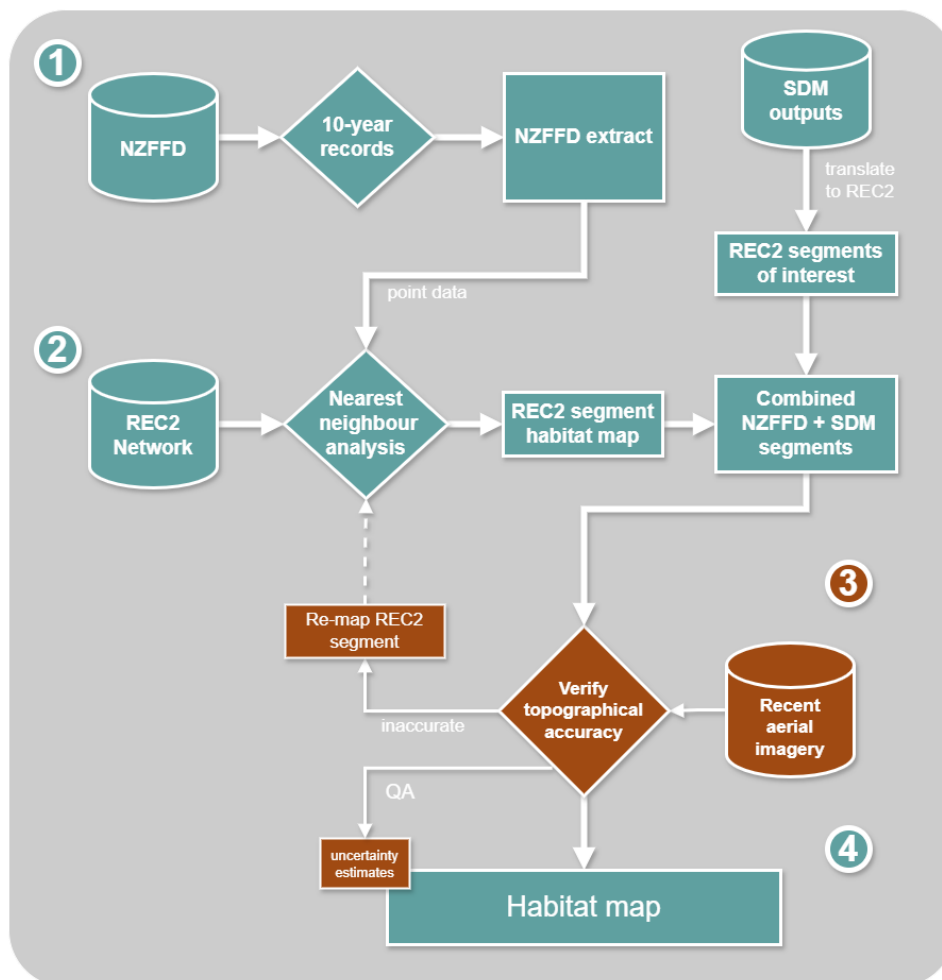 1
NZFFD
10-year
records
NZFFD extract
SDM
outputs
translate
to REC2
REC2 segments
of interest
point data
2
REC2
Network
Nearest
neighbour
analysis
REC2 segment
habitat map
Combined
NZFFD + SDM
segments
3
Re-map REC2
segment
Verify
topographical
accuracy
Recent
aerial
imagery
inaccurate
QA
uncertainty
estimates
4
Habitat map